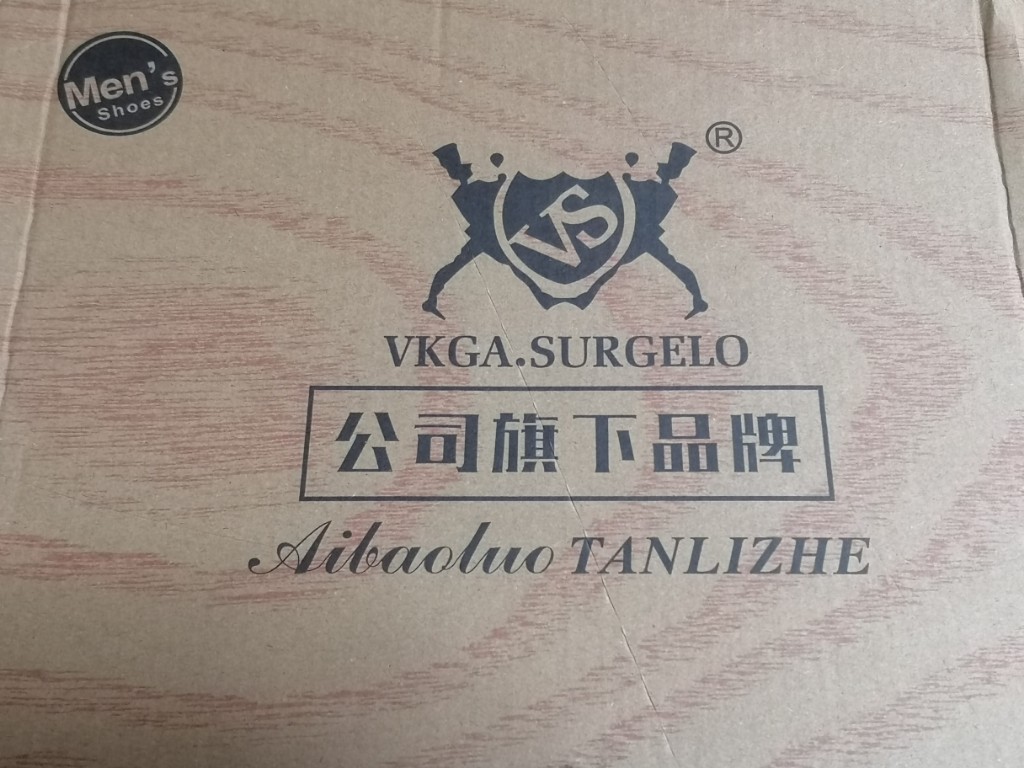 Men's
Shoes
®
VS
VKGA.SURGELO
公司旗下品牌
Aibaoluo TANLIZHE